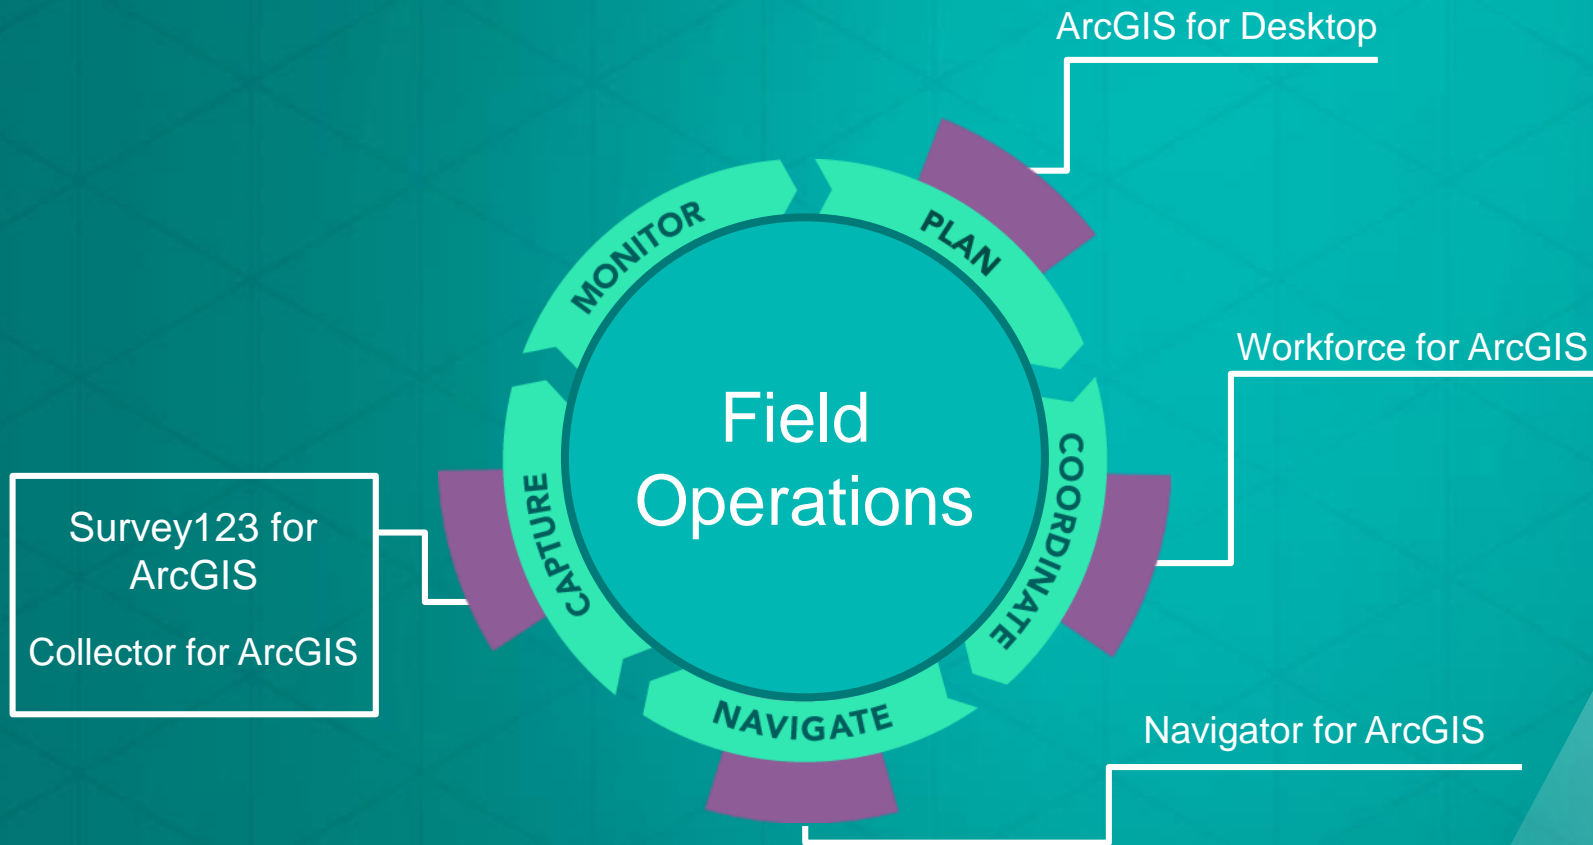 ArcGIS for Desktop
MONITOR
PLAN
Workforce for ArcGIS
Field
Operations
COORDINATE
CAPTURE
Survey123 for
ArcGIS
Collector for ArcGIS
NAVIGATE
Navigator for ArcGIS